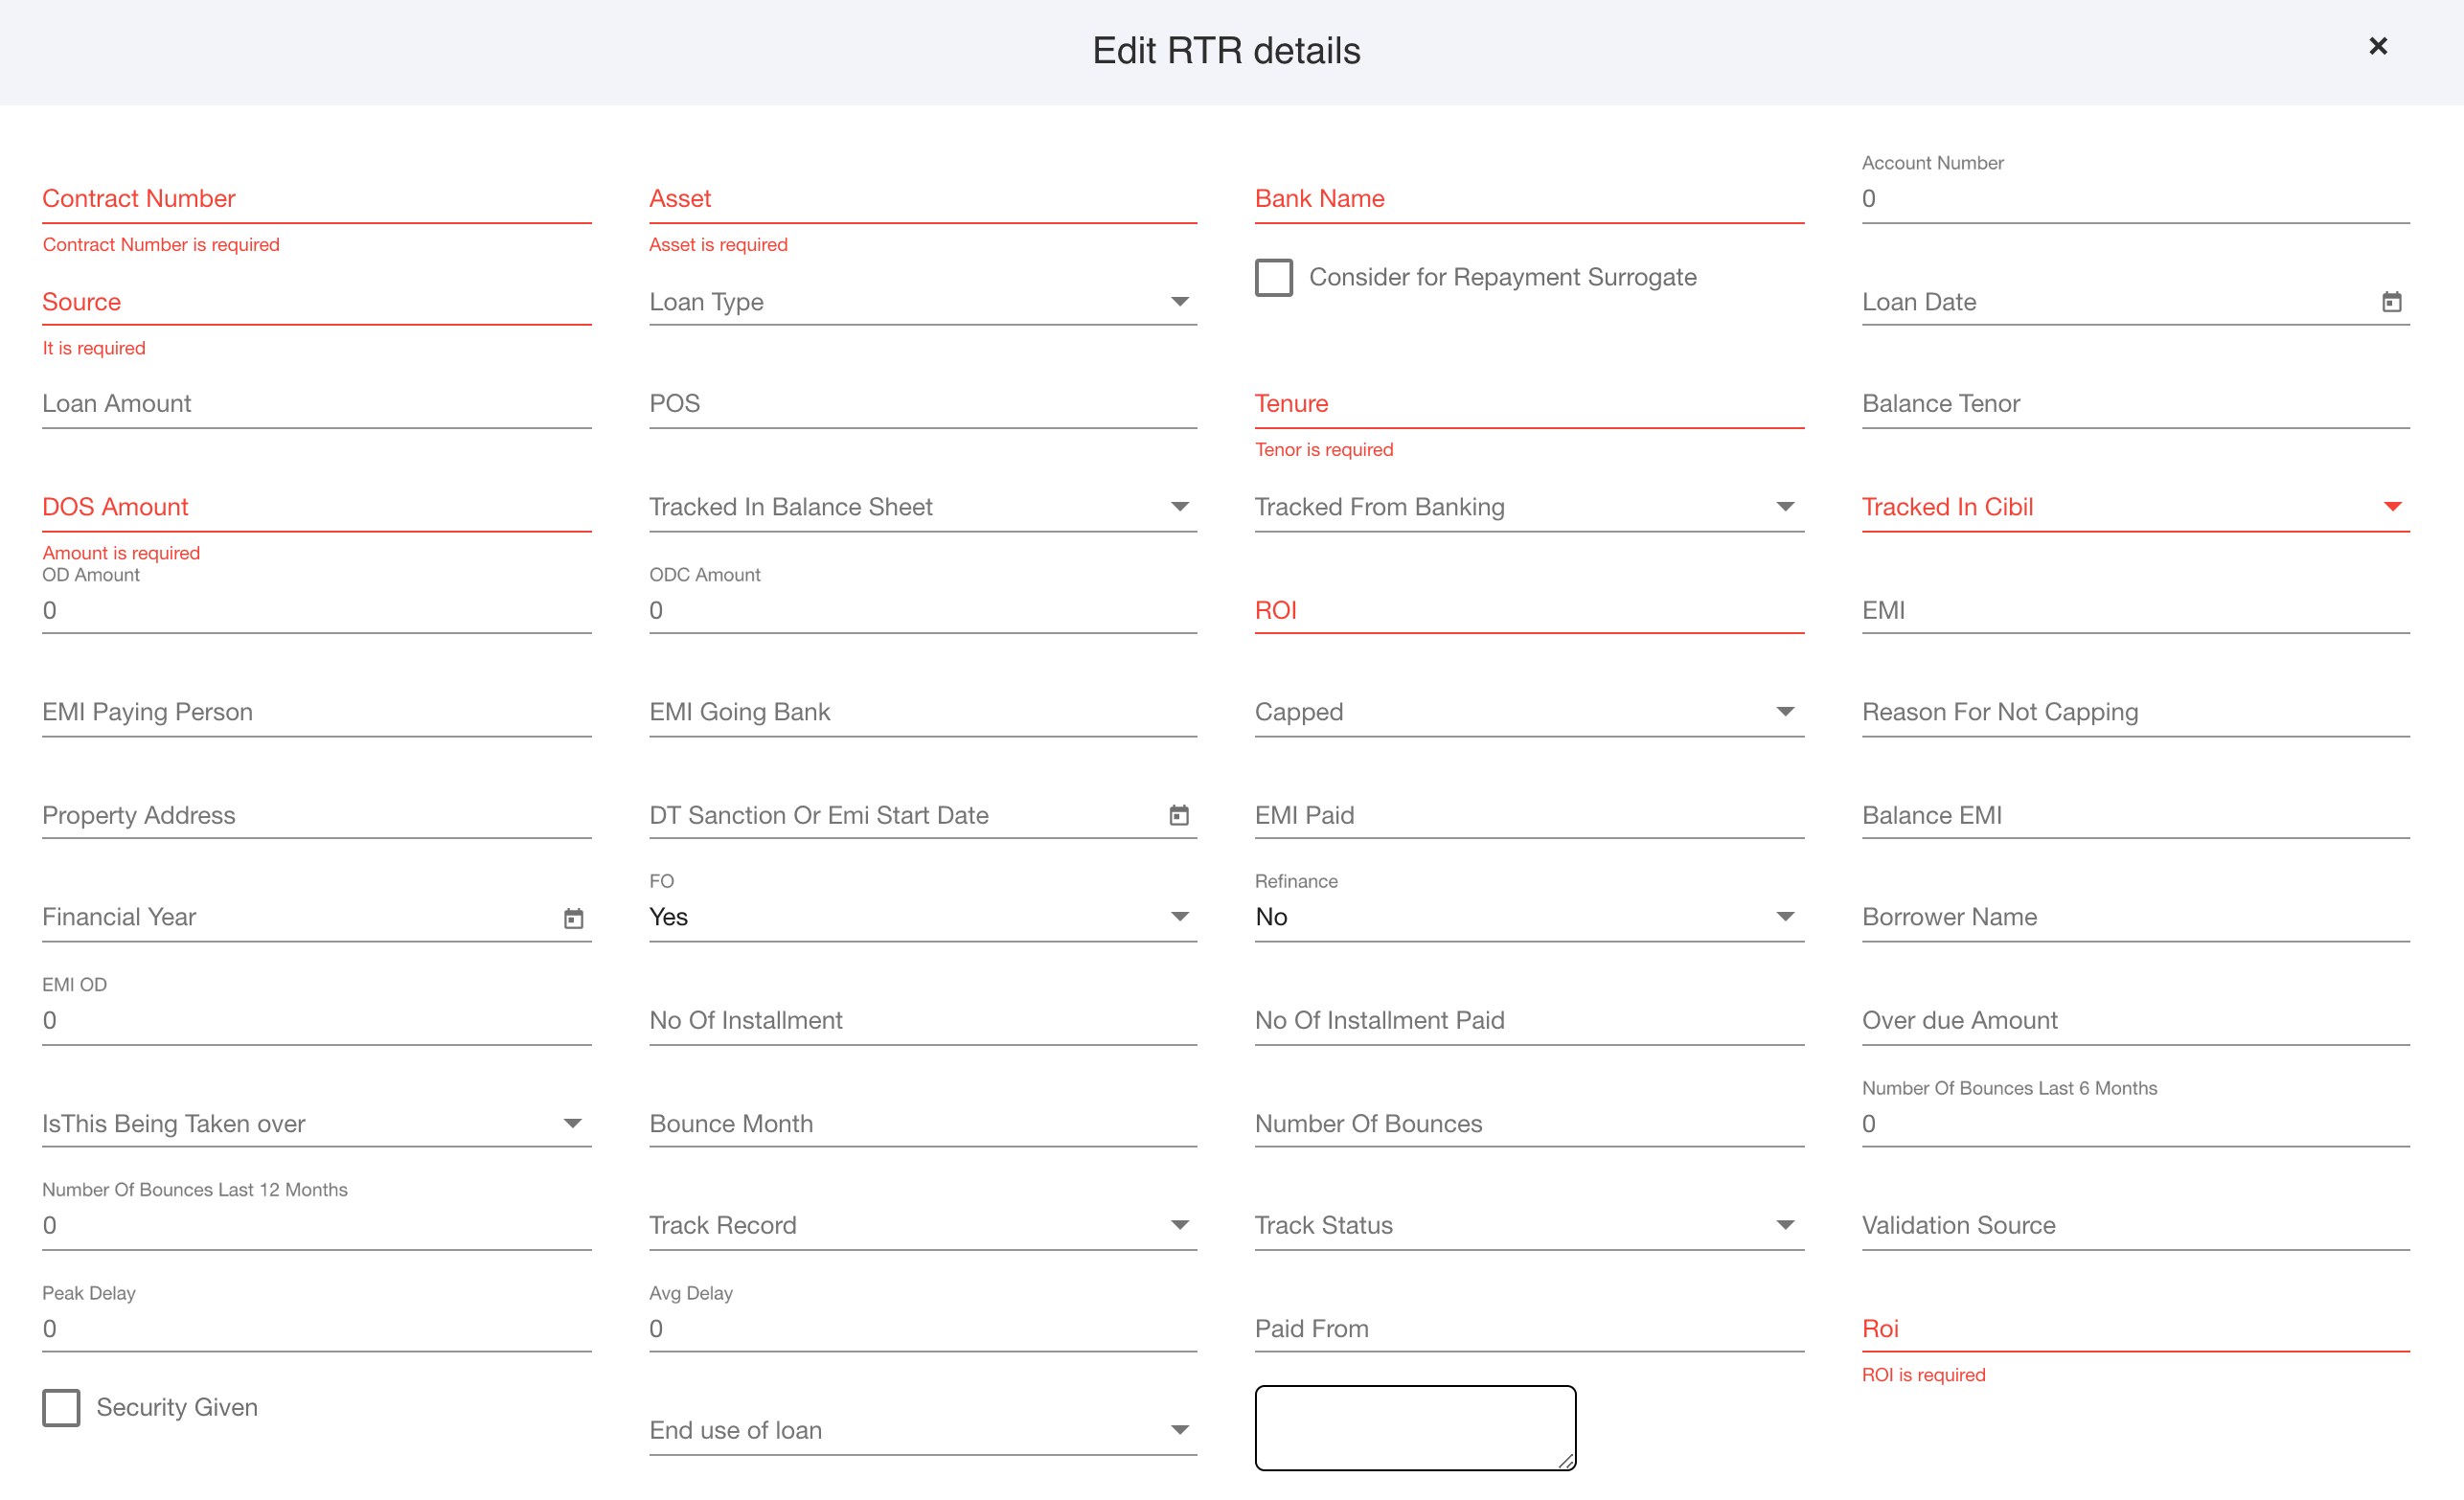 Edit RTR details
Contract Number
Contract Number is required
Asset
Asset is required
Bank Name
Account Number
0
Source
It is required
Loan Type
Consider for Repayment Surrogate
Loan Date
Loan Amount
POS
Tenure
Tenor is required
Balance Tenor
DOS Amount
Amount is required
Tracked In Balance Sheet
Tracked From Banking
Tracked In Cibil
OD Amount
0
ODC Amount
0
ROI
EMI
EMI Paying Person
EMI Going Bank
Capped
Reason For Not Capping
Property Address
DT Sanction Or Emi Start Date
EMI Paid
Balance EMI
Financial Year
FO
Yes
Refinance
No
Borrower Name
EMI OD
0
No Of Installment
No Of Installment Paid
Over due Amount
IsThis Being Taken over
Bounce Month
Number Of Bounces
Number Of Bounces Last 6 Months
0
Number Of Bounces Last 12 Months
0
Track Record
Track Status
Validation Source
Peak Delay
0
Avg Delay
0
Paid From
Roi
ROI is required
Security Given
End use of loan